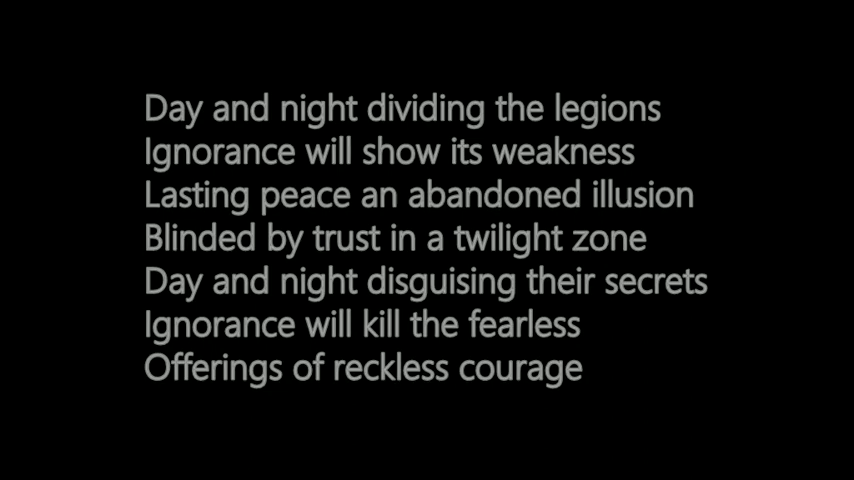 Day and night dividing the legions
Ignorance will show its weakness
Lasting peace an abandoned illusion
Blinded by trust in a twilight zone
Day and night disguising their secrets
Ignorance will kill the fearless
Offerings of reckless courage